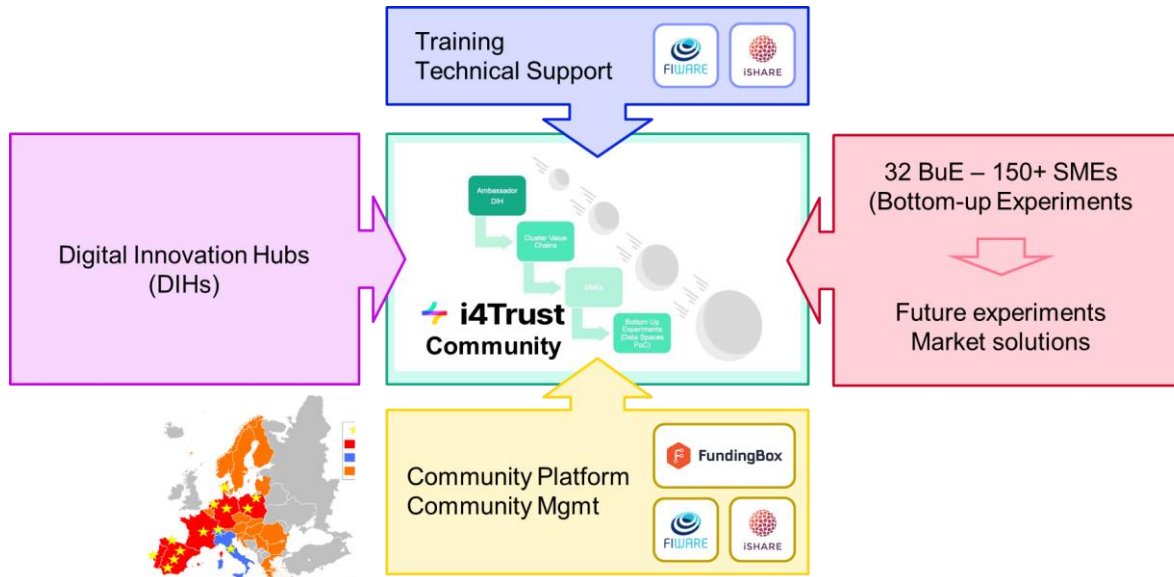 Training
Technical Support
FIWARE
iSHARE
Digital Innovation Hubs
(DIHs)
Ambassador
DIH
Cluster Value
Chains
SMEs
Bottom Up
Experiments
(Data Spaces
PoC)
i4Trust
Community
32 BuE – 150+ SMEs
(Bottom-up Experiments
Future experiments
Market solutions
Community Platform
Community Mgmt
FundingBox
FIWARE
iSHARE